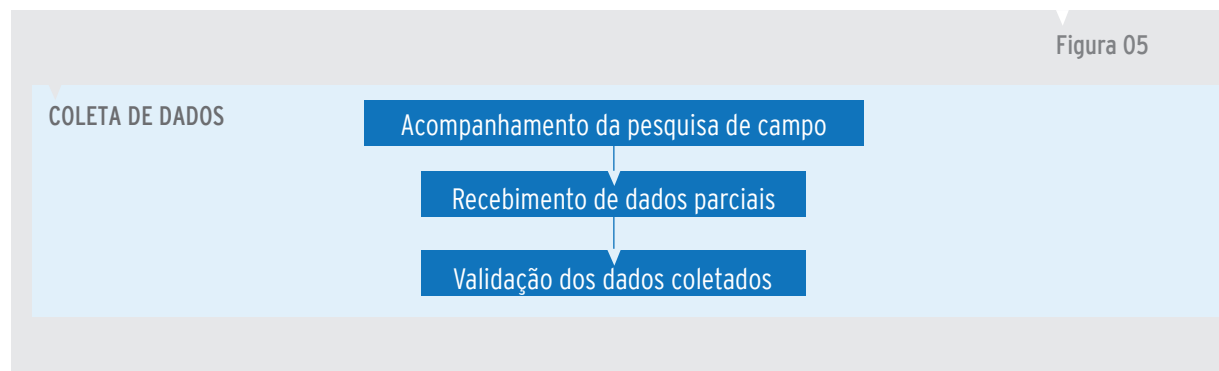 Figura 05
COLETA DE DADOS
Acompanhamento da pesquisa de campo
Recebimento de dados parciais
Validação dos dados coletados